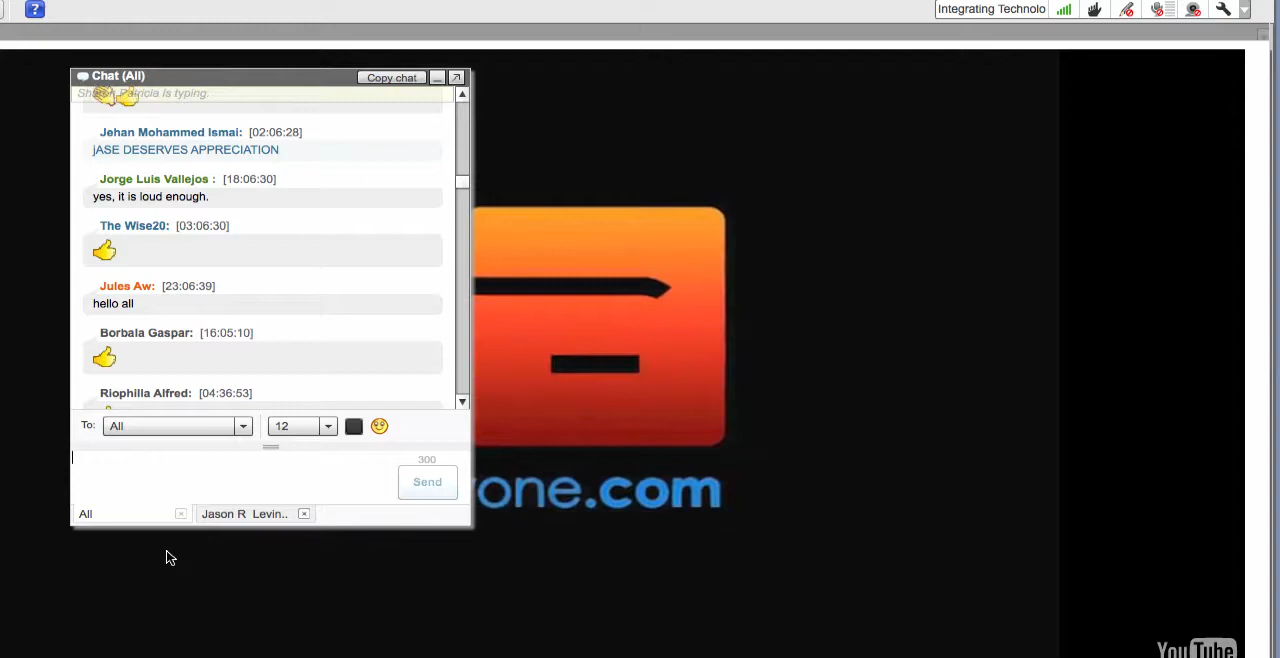 ?
Integrating Technolo
Chat (All)
Copy chat
Patricia is typing.
Jehan Mohammed Ismai: [02:06:28]
jASE DESERVES APPRECIATION
Jorge Luis Vallejos : [18:06:30]
yes, it is loud enough.
The Wise20: [03:06:30]
Jules Aw: [23:06:39]
hello all
Borbala Gaspar: [16:05:10]
Riophilla Alfred: [04:36:53]
To: All 12
300
Send
All
Jason R Levin..
one.com
YouTube